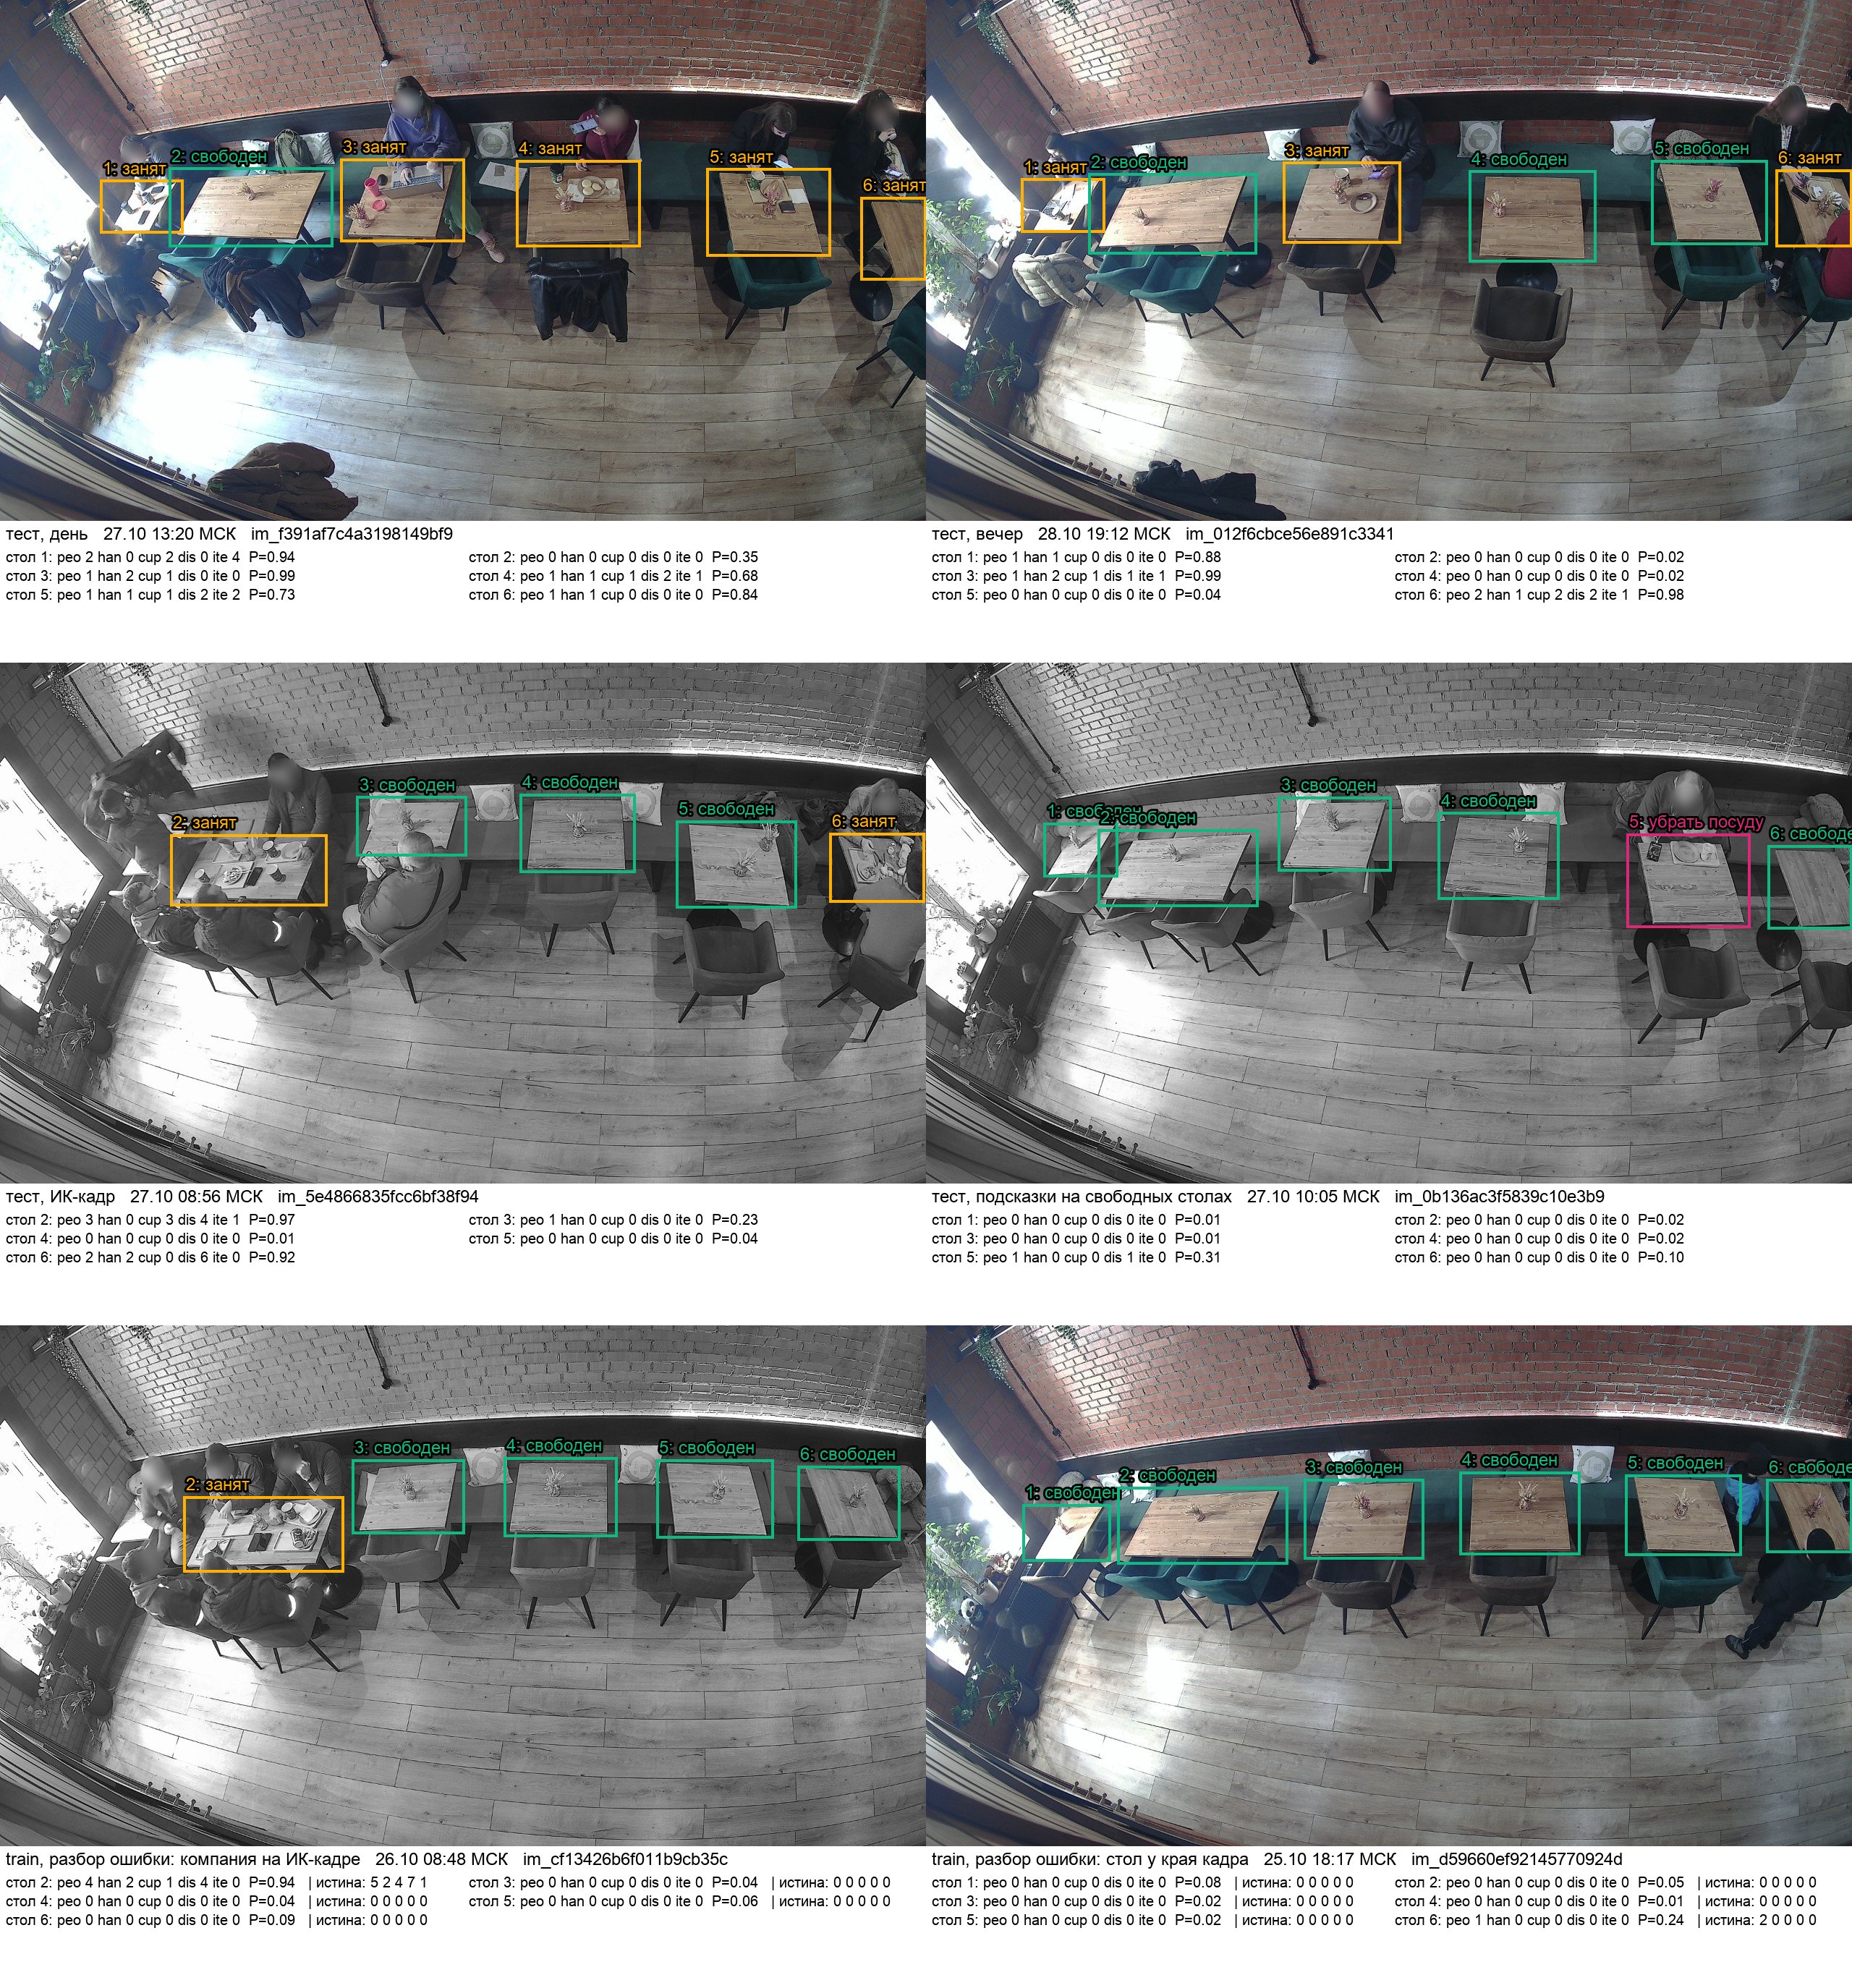 1: занят
2: свободен
3: занят
4: занят
5: занят
6: занят
тест, день 27.10 13:20 МСК im_f391af7c4a3198149bf9
стол 1: peo 2 han 0 cup 2 dis 0 ite 4 P=0.94
стол 2: peo 0 han 0 cup 0 dis 0 ite 0 P=0.35
стол 3: peo 1 han 2 cup 1 dis 0 ite 0 P=0.99
стол 4: peo 1 han 1 cup 1 dis 2 ite 1 P=0.68
стол 5: peo 1 han 1 cup 1 dis 2 ite 2 P=0.73
стол 6: peo 1 han 1 cup 0 dis 0 ite 0 P=0.84
1: занят
2: свободен
3: занят
4: свободен
5: свободен
6: занят
тест, вечер 28.10 19:12 МСК im_012f6cbce56e891c3341
стол 1: peo 1 han 1 cup 0 dis 0 ite 0 P=0.88
стол 2: peo 0 han 0 cup 0 dis 0 ite 0 P=0.02
стол 3: peo 1 han 2 cup 1 dis 1 ite 1 P=0.99
стол 4: peo 0 han 0 cup 0 dis 0 ite 0 P=0.02
стол 5: peo 0 han 0 cup 0 dis 0 ite 0 P=0.04
стол 6: peo 2 han 1 cup 2 dis 2 ite 1 P=0.98
2: занят
3: свободен
4: свободен
5: свободен
6: занят
тест, ИК-кадр 27.10 08:56 МСК im_5e4866835fcc6bf38f94
стол 2: peo 3 han 0 cup 3 dis 4 ite 1 P=0.97
стол 3: peo 1 han 0 cup 0 dis 0 ite 0 P=0.23
стол 4: peo 0 han 0 cup 0 dis 0 ite 0 P=0.01
стол 5: peo 0 han 0 cup 0 dis 0 ite 0 P=0.04
стол 6: peo 2 han 2 cup 0 dis 6 ite 0 P=0.92
1: свободен
2: свободен
3: свободен
4: свободен
5: убрать посуду
6: свободе
тест, подсказки на свободных столах 27.10 10:05 МСК im_0b136ac3f5839c10e3b9
стол 1: peo 0 han 0 cup 0 dis 0 ite 0 P=0.01
стол 2: peo 0 han 0 cup 0 dis 0 ite 0 P=0.02
стол 3: peo 0 han 0 cup 0 dis 0 ite 0 P=0.01
стол 4: peo 0 han 0 cup 0 dis 0 ite 0 P=0.02
стол 5: peo 1 han 0 cup 0 dis 1 ite 0 P=0.31
стол 6: peo 0 han 0 cup 0 dis 0 ite 0 P=0.10
2: занят
3: свободен
4: свободен
5: свободен
6: свободен
train, разбор ошибки: компания на ИК-кадре 26.10 08:48 МСК im_cf13426b6f011b9cb35c
стол 2: peo 4 han 2 cup 1 dis 4 ite 0 P=0.94 | истина: 5 2 4 7 1
стол 3: peo 0 han 0 cup 0 dis 0 ite 0 P=0.04 | истина: 0 0 0 0 0
стол 4: peo 0 han 0 cup 0 dis 0 ite 0 P=0.04 | истина: 0 0 0 0 0
стол 5: peo 0 han 0 cup 0 dis 0 ite 0 P=0.06 | истина: 0 0 0 0 0
стол 6: peo 0 han 0 cup 0 dis 0 ite 0 P=0.09 | истина: 0 0 0 0 0
1: свободен
2: свободен
3: свободен
4: свободен
5: свободен
6: свободе
train, разбор ошибки: стол у края кадра 25.10 18:17 МСК im_d59660ef92145770924d
стол 1: peo 0 han 0 cup 0 dis 0 ite 0 P=0.08 | истина: 0 0 0 0 0
стол 2: peo 0 han 0 cup 0 dis 0 ite 0 P=0.05 | истина: 0 0 0 0 0
стол 3: peo 0 han 0 cup 0 dis 0 ite 0 P=0.02 | истина: 0 0 0 0 0
стол 4: peo 0 han 0 cup 0 dis 0 ite 0 P=0.01 | истина: 0 0 0 0 0
стол 5: peo 0 han 0 cup 0 dis 0 ite 0 P=0.02 | истина: 0 0 0 0 0
стол 6: peo 1 han 0 cup 0 dis 0 ite 0 P=0.24 | истина: 2 0 0 0 0